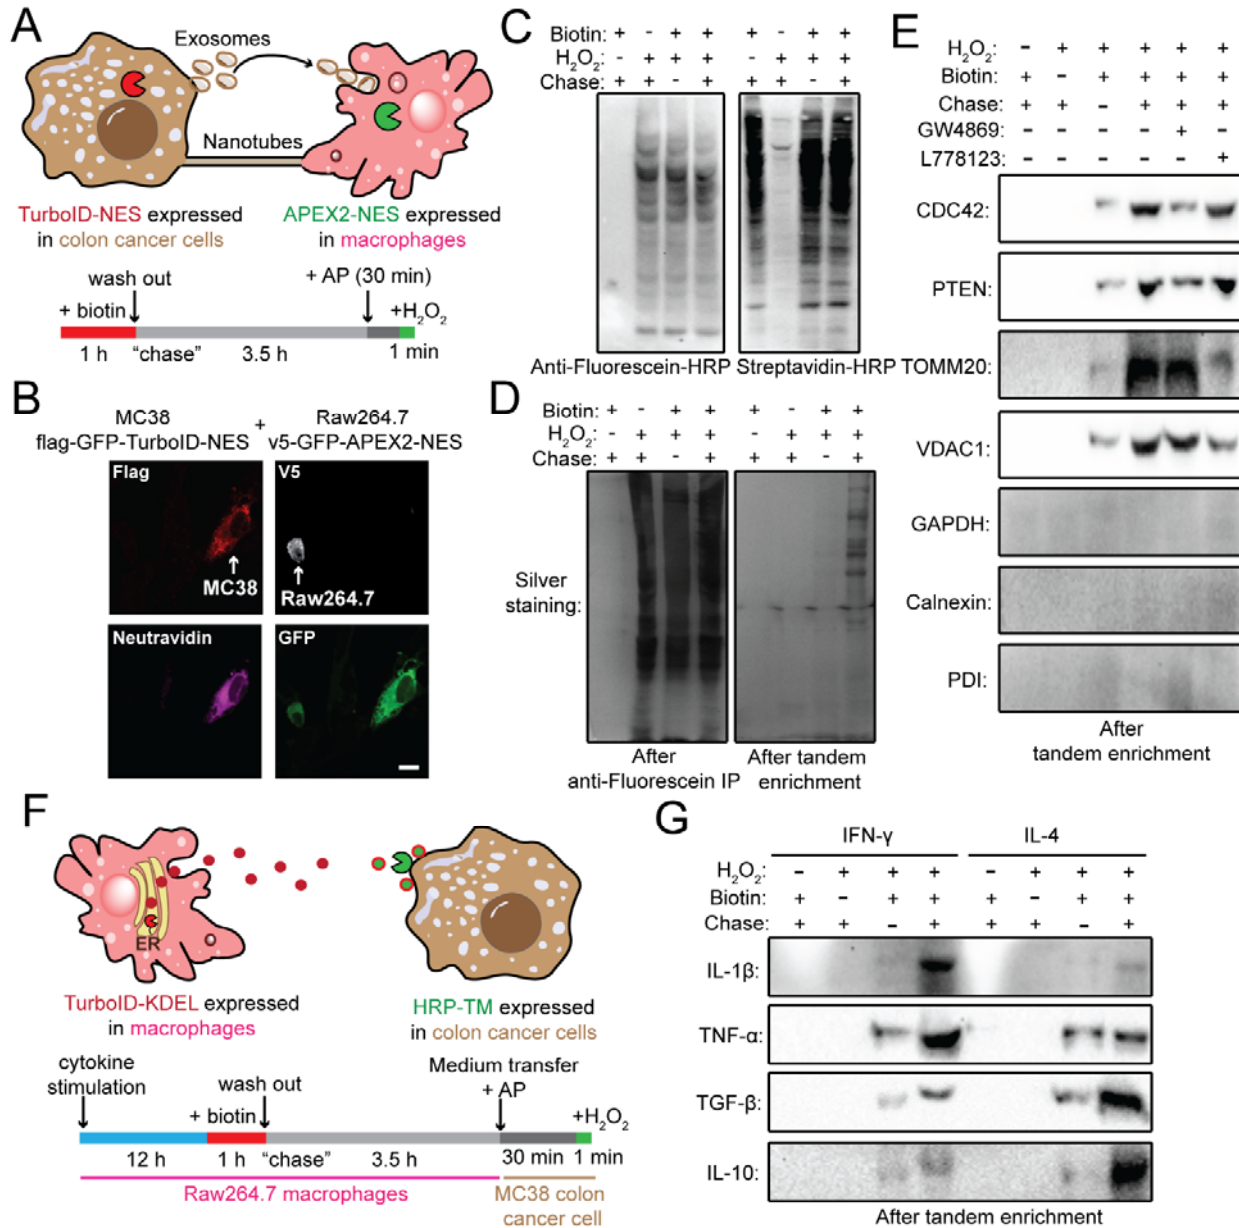 A
Exosomes
Nanotubes
TurboID-NES expressed
in colon cancer cells
APEX2-NES expressed
in macrophages
wash out
+ AP (30 min)
+ biotin
+H₂O₂
1 h "chase" 3.5 h 1 min
B
MC38 + Raw264.7
flag-GFP-TurboID-NES v5-GFP-APEX2-NES
Flag
V5
MC38
Raw264.7
Neutravidin
GFP
C
Biotin: + - + + + - + +
H₂O₂: - + + + - + + +
Chase: + + - + + + - +
Anti-Fluorescein-HRP Streptavidin-HRP
D
Biotin: + - + + + - + +
H₂O₂: - + + + - + + +
Chase: + + - + + + - +
Silver
staining:
After
anti-Fluorescein IP
After tandem
enrichment
E
H₂O₂: - + + + + +
Biotin: + - + + + +
Chase: + + - + + +
GW4869: - - - - + -
L778123: - - - - - +
CDC42:
PTEN:
TOMM20:
VDAC1:
GAPDH:
Calnexin:
PDI:
After
tandem enrichment
F
ER
TurboID-KDEL expressed
in macrophages
HRP-TM expressed
in colon cancer cells
cytokine
stimulation
wash out
+ biotin
Medium transfer
+ AP
+H₂O₂
12 h 1 h "chase" 3.5 h 30 min 1 min
Raw264.7 macrophages
MC38 colon
cancer cell
G
IFN-γ IL-4
H₂O₂: - + + + - + + +
Biotin: + - + + + - + +
Chase: + + - + + + - +
IL-1β:
TNF-α:
TGF-β:
IL-10:
After tandem enrichment